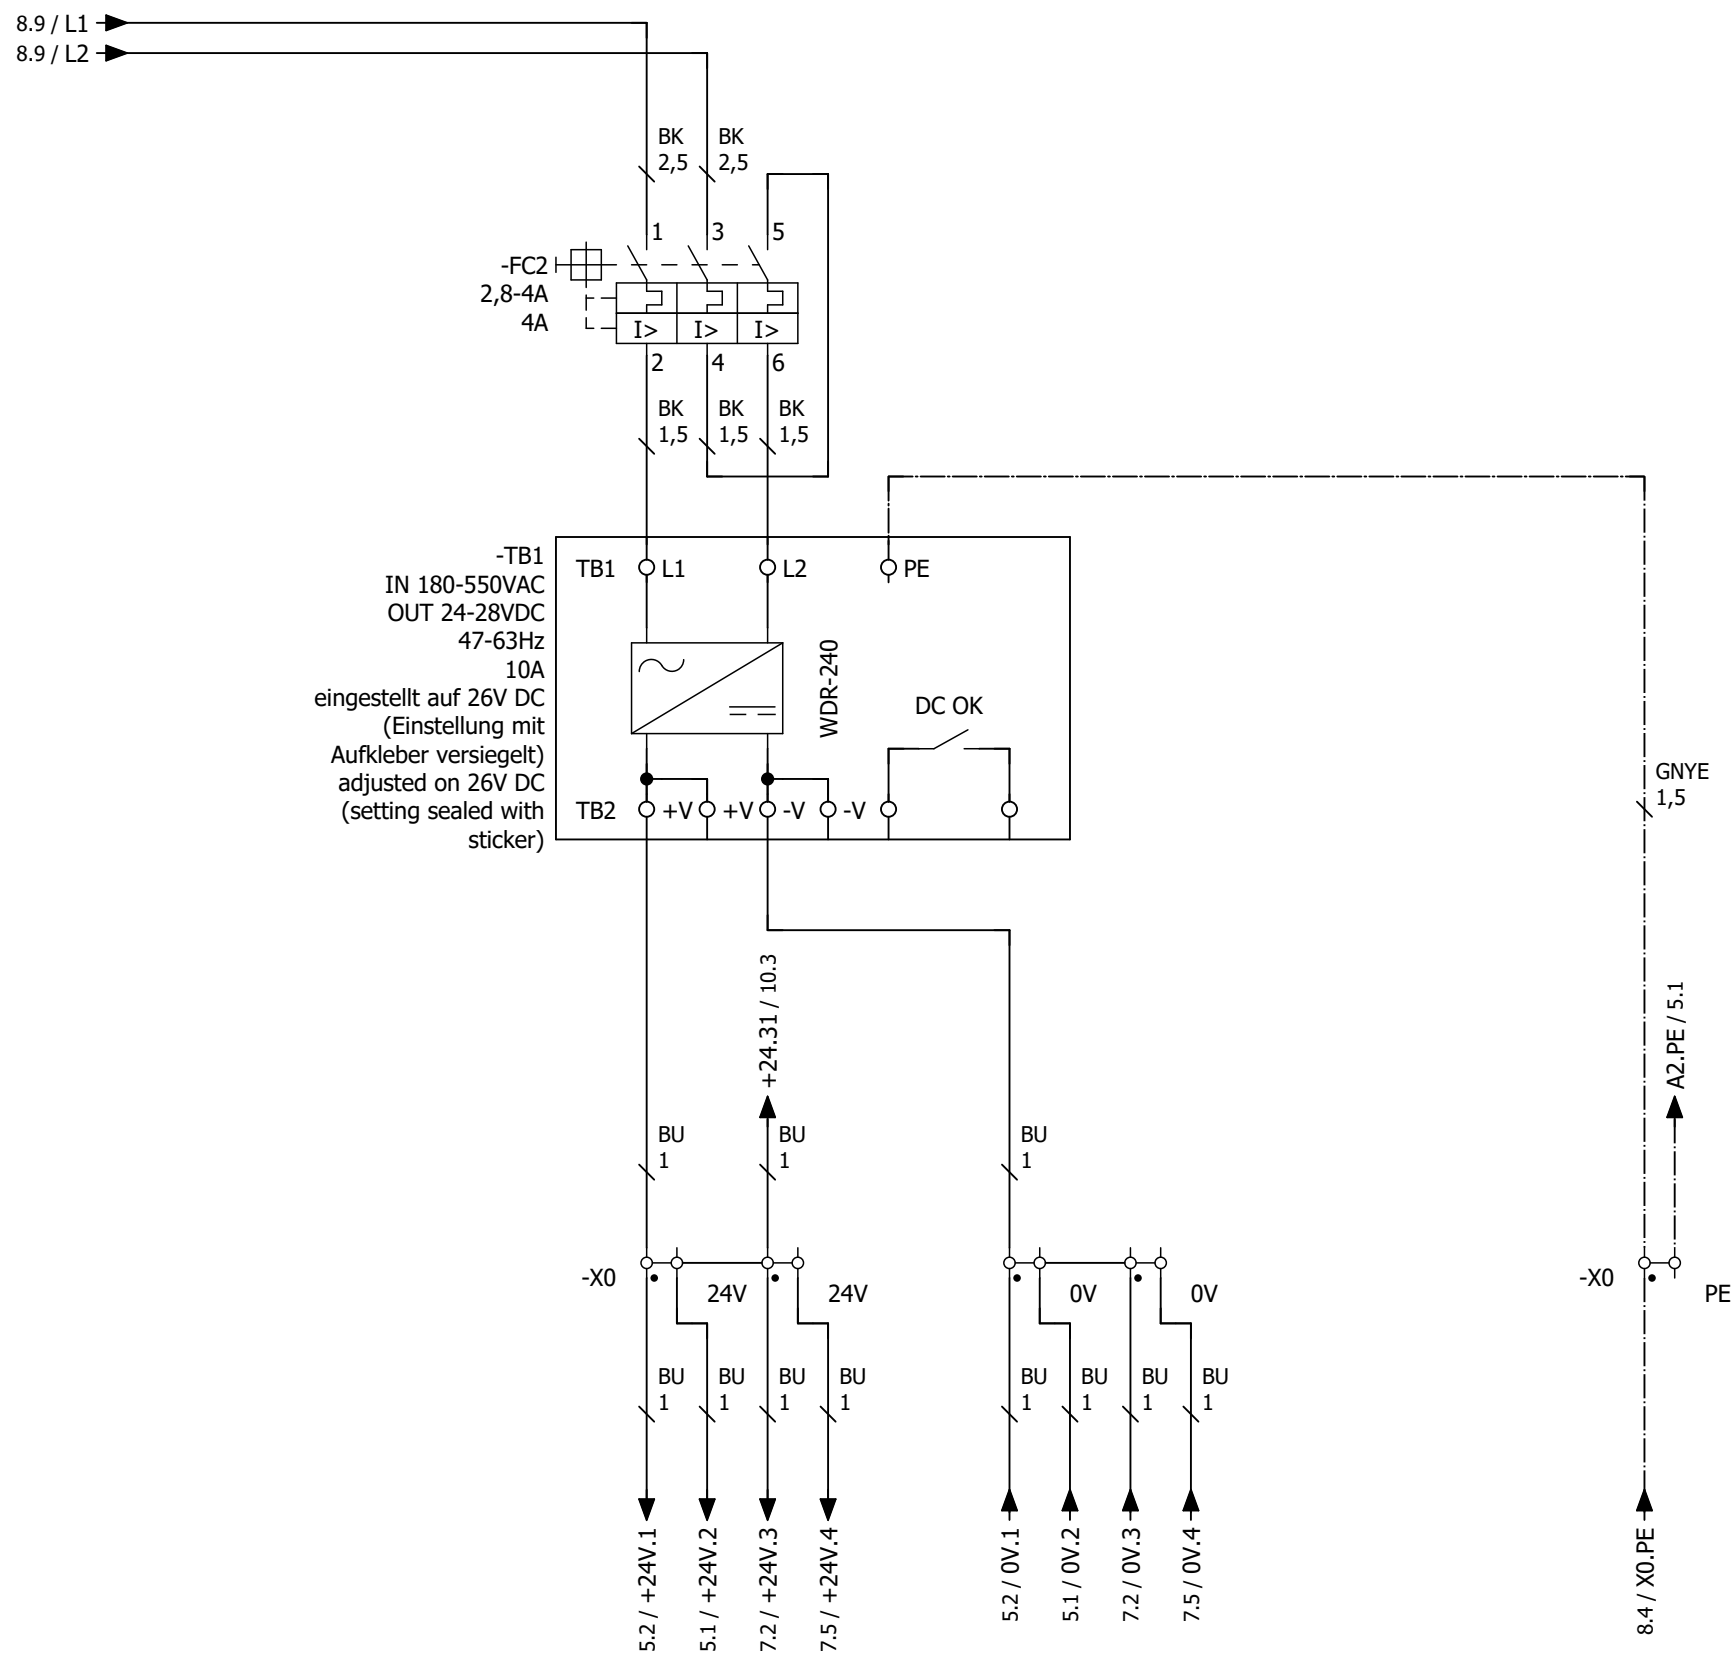 8.9 / L1
8.9 / L2
BK
2,5
BK
2,5
1
3
5
-FC2
2,8-4A
4A
I>
I>
I>
2
4
6
BK
1,5
BK
1,5
BK
1,5
-TB1
IN 180-550VAC
OUT 24-28VDC
47-63Hz
10A
eingestellt auf 26V DC
(Einstellung mit
Aufkleber versiegelt)
adjusted on 26V DC
(setting sealed with
sticker)
TB1
L1
L2
PE
WDR-240
DC OK
TB2
+V
+V
-V
-V
GNYE
1,5
+24.31 / 10.3
A2.PE / 5.1
BU
1
BU
1
BU
1
-X0
24V
24V
0V
0V
-X0
PE
BU
1
BU
1
BU
1
BU
1
BU
1
BU
1
BU
1
BU
1
5.2 / +24V.1
5.1 / +24V.2
7.2 / +24V.3
7.5 / +24V.4
5.2 / 0V.1
5.1 / 0V.2
7.2 / 0V.3
7.5 / 0V.4
8.4 / X0.PE